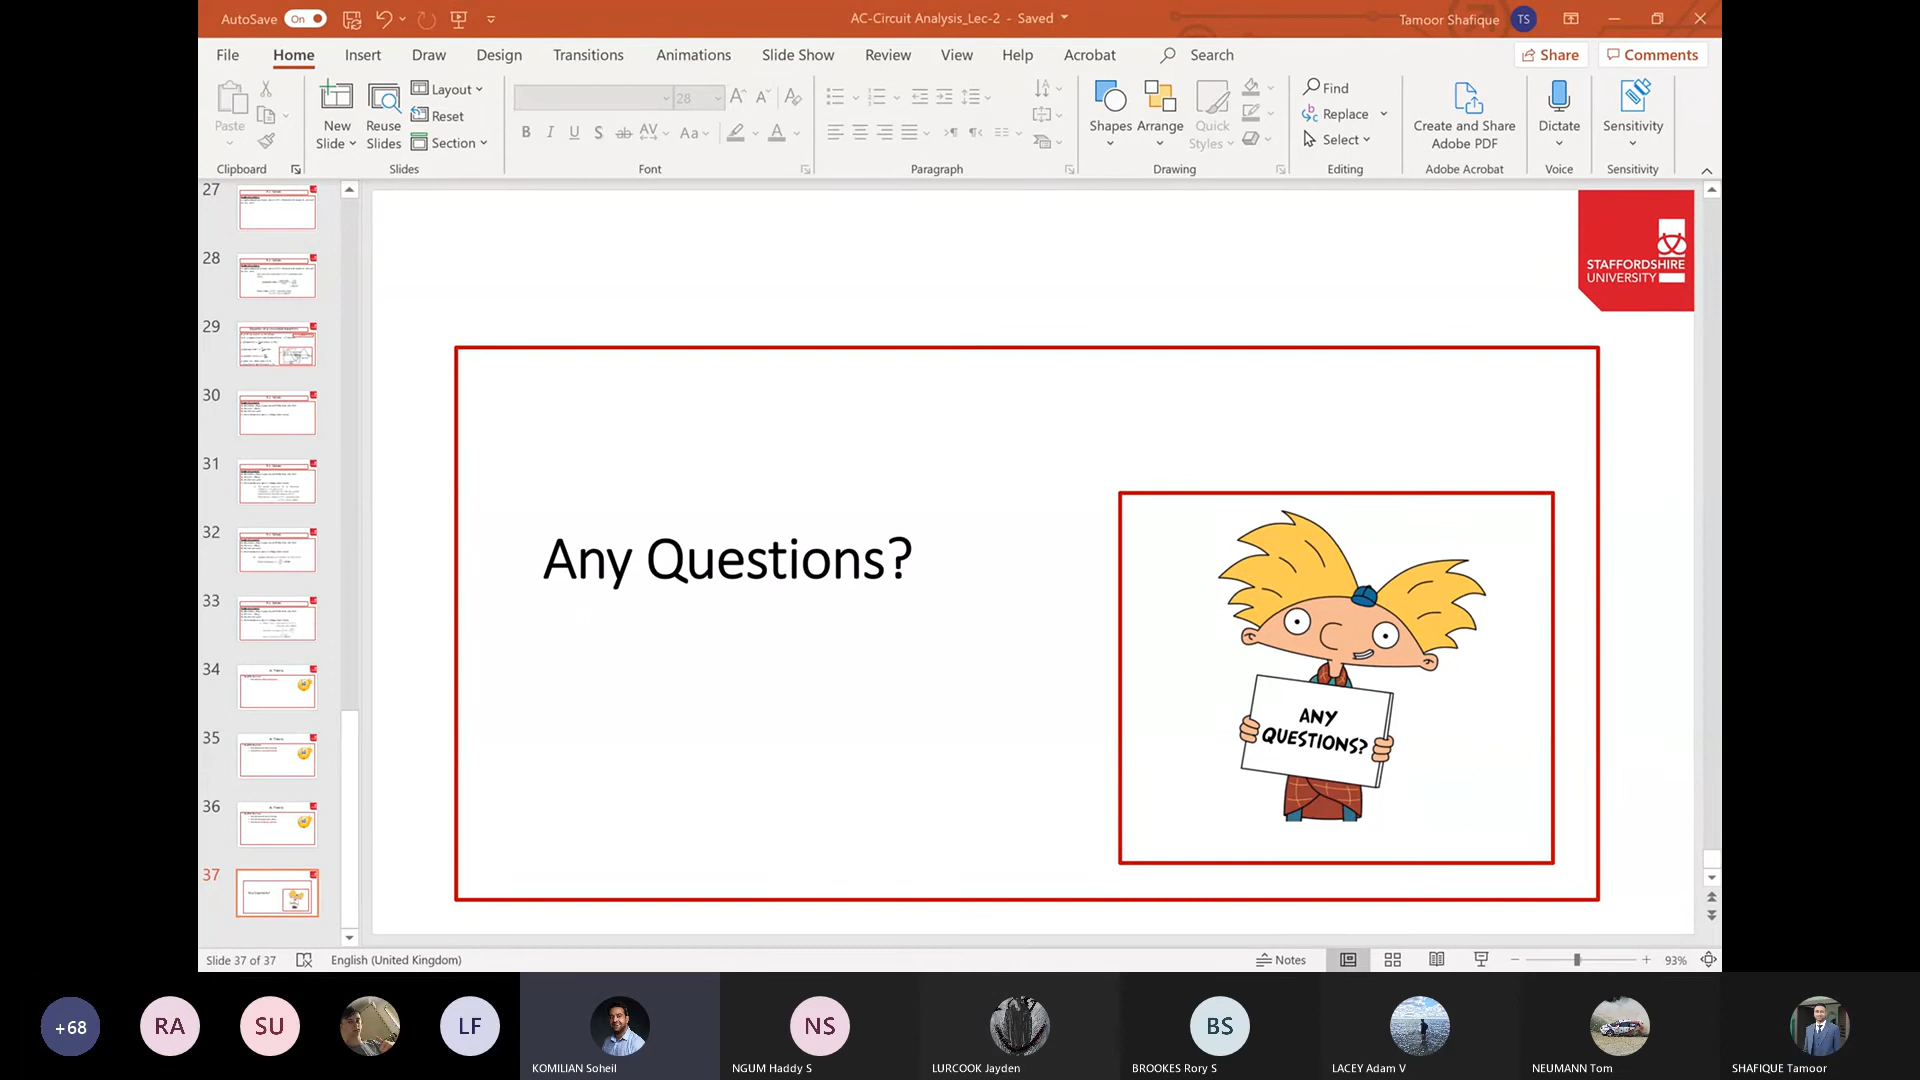 AutoSave On AC-Circuit Analysis_Lec-2 - Saved Tamoor Shafique TS
File Home Insert Draw Design Transitions Animations Slide Show Review View Help Acrobat Search Share Comments
Paste
Clipboard
New Slide
Reuse Slides
Layout
Reset
Section
Slides
28
Font
Paragraph
Shapes
Arrange
Quick Styles
Drawing
Find
Replace
Select
Editing
Create and Share Adobe PDF
Adobe Acrobat
Dictate
Voice
Sensitivity
Sensitivity
27
28
29
30
31
32
33
34
35
36
37
STAFFORDSHIRE
UNIVERSITY
Any Questions?
ANY
QUESTIONS?
Slide 37 of 37 English (United Kingdom) Notes 93%
+68 RA SU LF NS BS
KOMILIAN Soheil NGUM Haddy S LURCOOK Jayden BROOKES Rory S LACEY Adam V NEUMANN Tom SHAFIQUE Tamoor